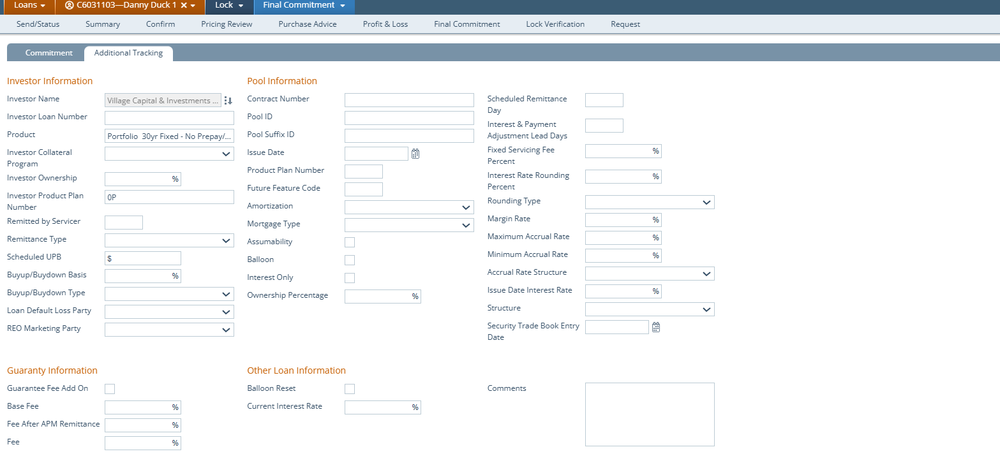 Loans
C6031103—Danny Duck 1
Lock
Final Commitment
Send/Status
Summary
Confirm
Pricing Review
Purchase Advice
Profit & Loss
Final Commitment
Lock Verification
Request
Commitment
Additional Tracking
Investor Information
Investor Name
Village Capital & Investments ...
Investor Loan Number
Product
Portfolio 30yr Fixed - No Prepay/...
Investor Collateral
Program
Investor Ownership
%
Investor Product Plan
Number
0P
Remitted by Servicer
Remittance Type
Scheduled UPB
$
Buyup/Buydown Basis
%
Buyup/Buydown Type
Loan Default Loss Party
REO Marketing Party
Pool Information
Contract Number
Pool ID
Pool Suffix ID
Issue Date
Product Plan Number
Future Feature Code
Amortization
Mortgage Type
Assumability
Balloon
Interest Only
Ownership Percentage
%
Scheduled Remittance
Day
Interest & Payment
Adjustment Lead Days
Fixed Servicing Fee
Percent
%
Interest Rate Rounding
Percent
%
Rounding Type
Margin Rate
%
Maximum Accrual Rate
%
Minimum Accrual Rate
%
Accrual Rate Structure
Issue Date Interest Rate
%
Structure
Security Trade Book Entry
Date
Guaranty Information
Guarantee Fee Add On
Base Fee
%
Fee After APM Remittance
%
Fee
%
Other Loan Information
Balloon Reset
Current Interest Rate
%
Comments